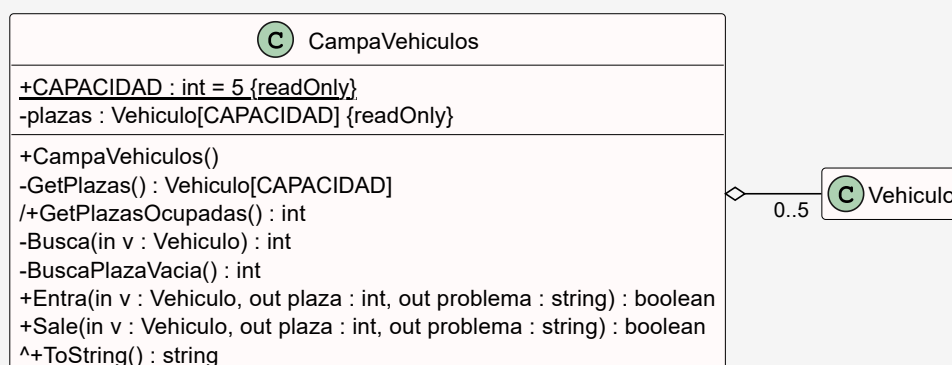 C CampaVehiculos
+CAPACIDAD : int = 5 {readOnly}
-plazas : Vehiculo[CAPACIDAD] {readOnly}
+CampaVehiculos()
-GetPlazas() : Vehiculo[CAPACIDAD]
/+GetPlazasOcupadas() : int
-Busca(in v : Vehiculo) : int
-BuscaPlazaVacia() : int
+Entra(in v : Vehiculo, out plaza : int, out problema : string) : boolean
+Sale(in v : Vehiculo, out plaza : int, out problema : string) : boolean
^+ToString() : string
0..5
C Vehiculo